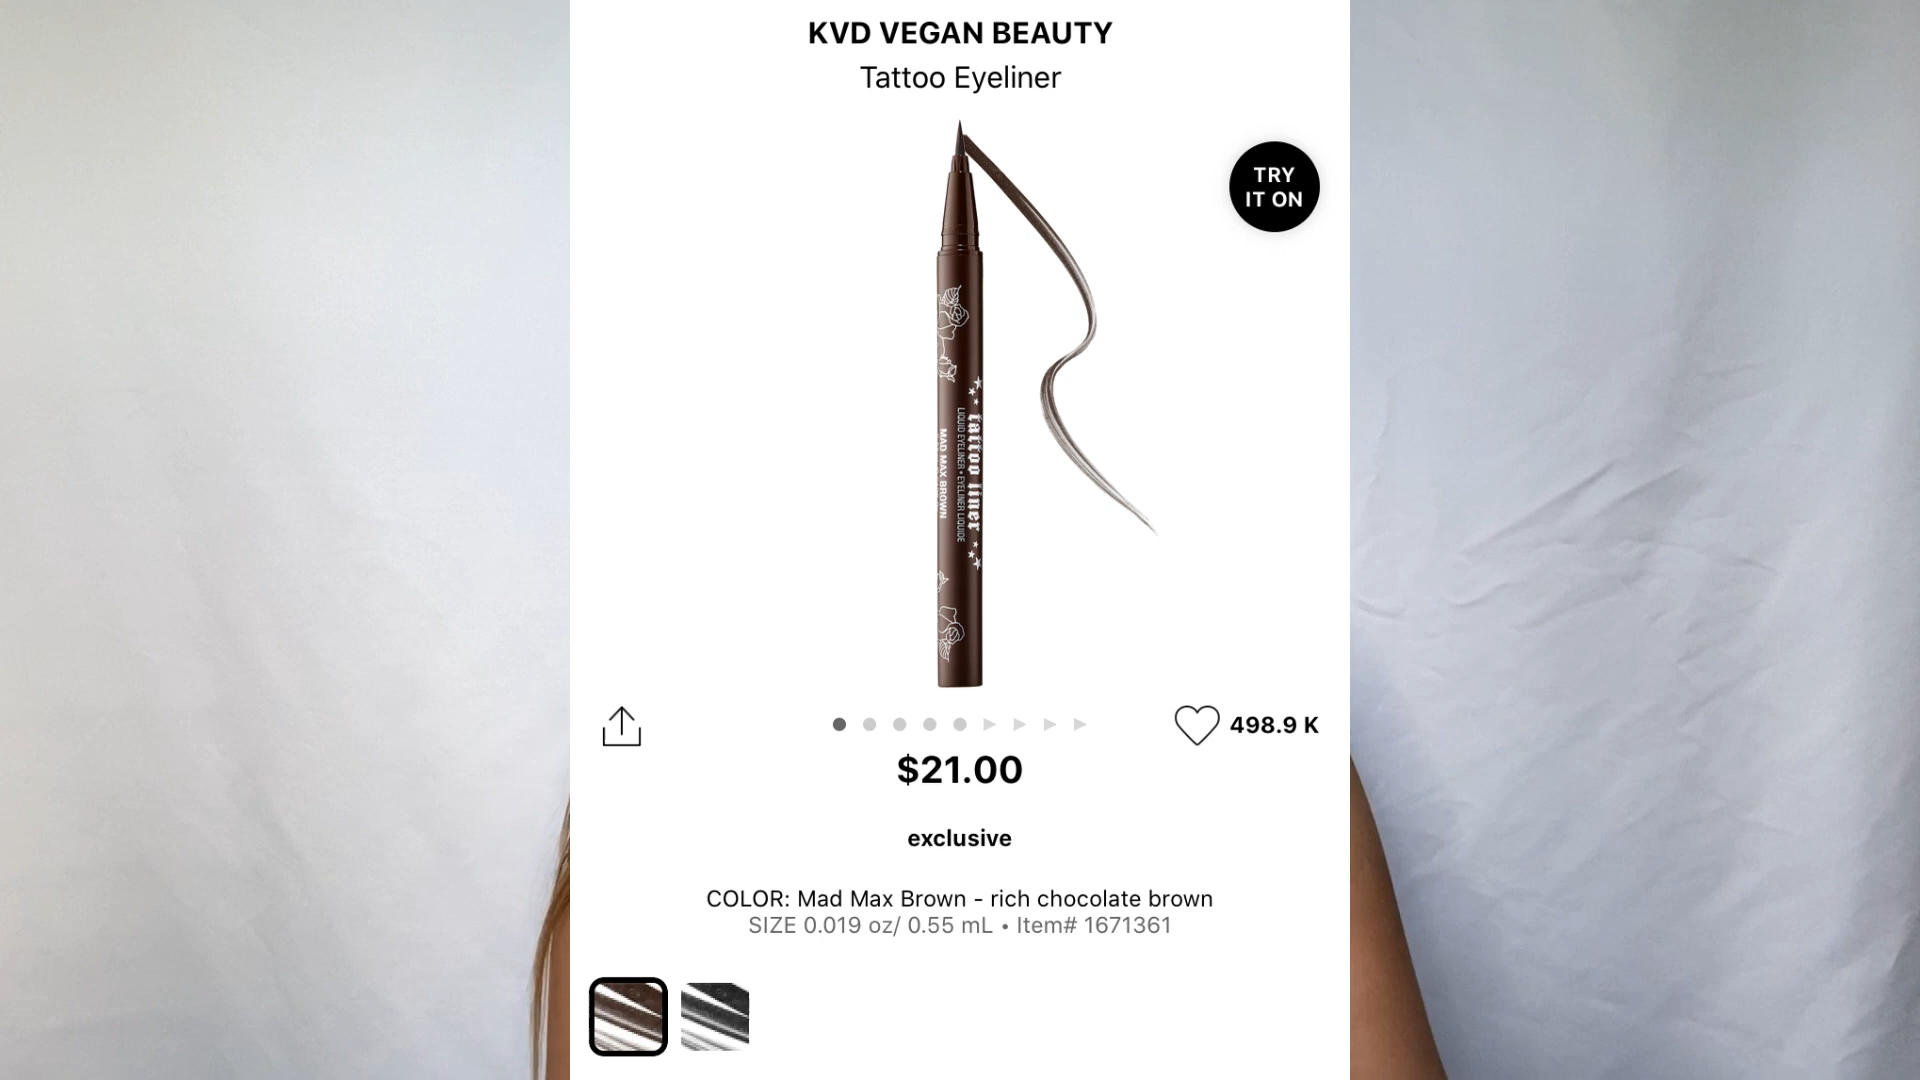 KVD VEGAN BEAUTY
Tattoo Eyeliner
TRY
IT ON
tattoo liner
LIQUID EYELINER • EYELINER LIQUIDE
MAD MAX BROWN
498.9 K
$21.00
exclusive
COLOR: Mad Max Brown - rich chocolate brown
SIZE 0.019 oz/ 0.55 mL • Item# 1671361